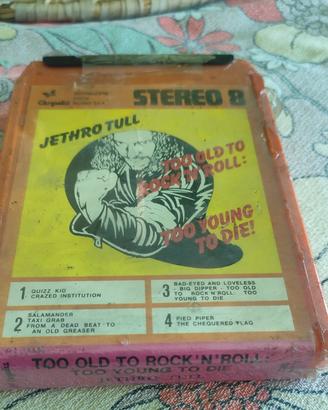 Chrysalis
STEREO 8
JETHRO TULL
TOO OLD TO
ROCK'N'ROLL:
TOO YOUNG
TO DIE!
1 QUIZZ KID
CRAZED INSTITUTION
2 SALAMANDER
TAXI GRAB
FROM A DEAD BEAT TO
AN OLD GREASER
3 BAD-EYED AND LOVELESS
- BIG DIPPER - TOO OLD
TO ROCK'N'ROLL: TOO
YOUNG TO DIE
4 PIED PIPER
THE CHEQUERED FLAG
TOO OLD TO ROCK'N'ROLL:
TOO YOUNG TO DIE
JETHRO TULL